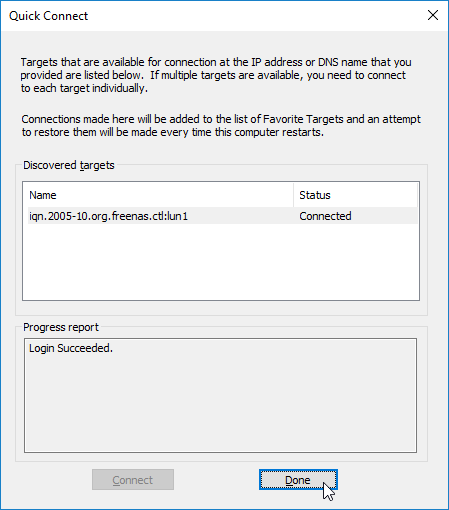 Quick Connect
Targets that are available for connection at the IP address or DNS name that you
provided are listed below.  If multiple targets are available, you need to connect
to each target individually.
Connections made here will be added to the list of Favorite Targets and an attempt
to restore them will be made every time this computer restarts.
Discovered targets
Name Status
iqn.2005-10.org.freenas.ctl:lun1 Connected
Progress report
Login Succeeded.
Connect Done